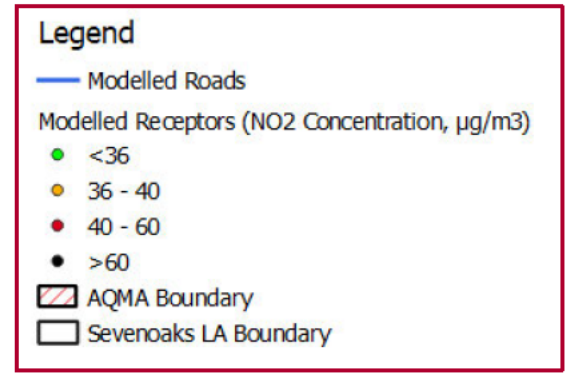 Legend
Modelled Roads
Modelled Receptors (NO2 Concentration, µg/m3)
<36
36 - 40
40 - 60
>60
AQMA Boundary
Sevenoaks LA Boundary